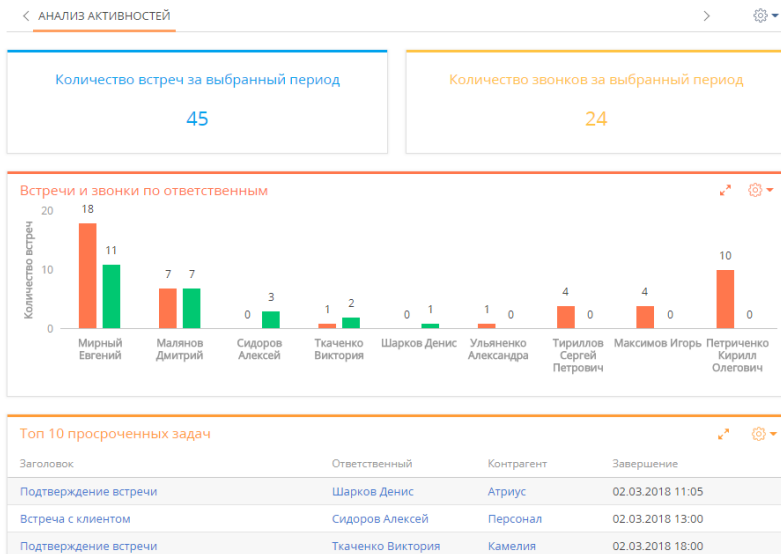 АНАЛИЗ АКТИВНОСТЕЙ
Количество встреч за выбранный период
45
Количество звонков за выбранный период
24
Встречи и звонки по ответственным
Количество встреч
20
10
0
18
11
7 7
0 3
1 2
0 1
1 0
4 0
4 0
10 0
Мирный
Евгений
Малянов
Дмитрий
Сидоров
Алексей
Ткаченко
Виктория
Шарков Денис
Ульяненко
Александра
Тириллов
Сергей
Петрович
Максимов Игорь
Петриченко
Кирилл
Олегович
Топ 10 просроченных задач
Заголовок Ответственный Контрагент Завершение
Подтверждение встречи Шарков Денис Атриус 02.03.2018 11:05
Встреча с клиентом Сидоров Алексей Персонал 02.03.2018 13:00
Подтверждение встречи Ткаченко Виктория Камелия 02.03.2018 18:00